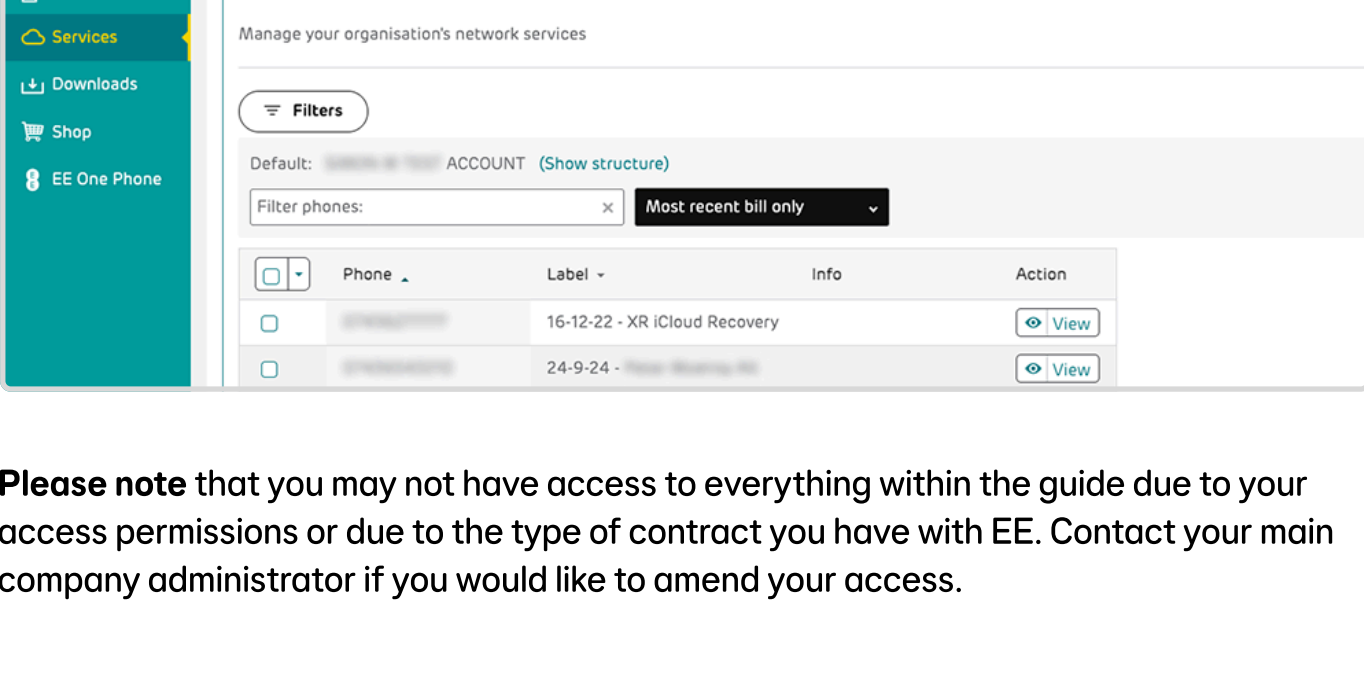 Services
Downloads
Shop
EE One Phone
Manage your organisation's network services
Filters
Default: ACCOUNT (Show structure)
Filter phones: Most recent bill only
Phone Label Info Action
16-12-22 - XR iCloud Recovery View
24-9-24 - View
Please note that you may not have access to everything within the guide due to your
access permissions or due to the type of contract you have with EE. Contact your main
company administrator if you would like to amend your access.